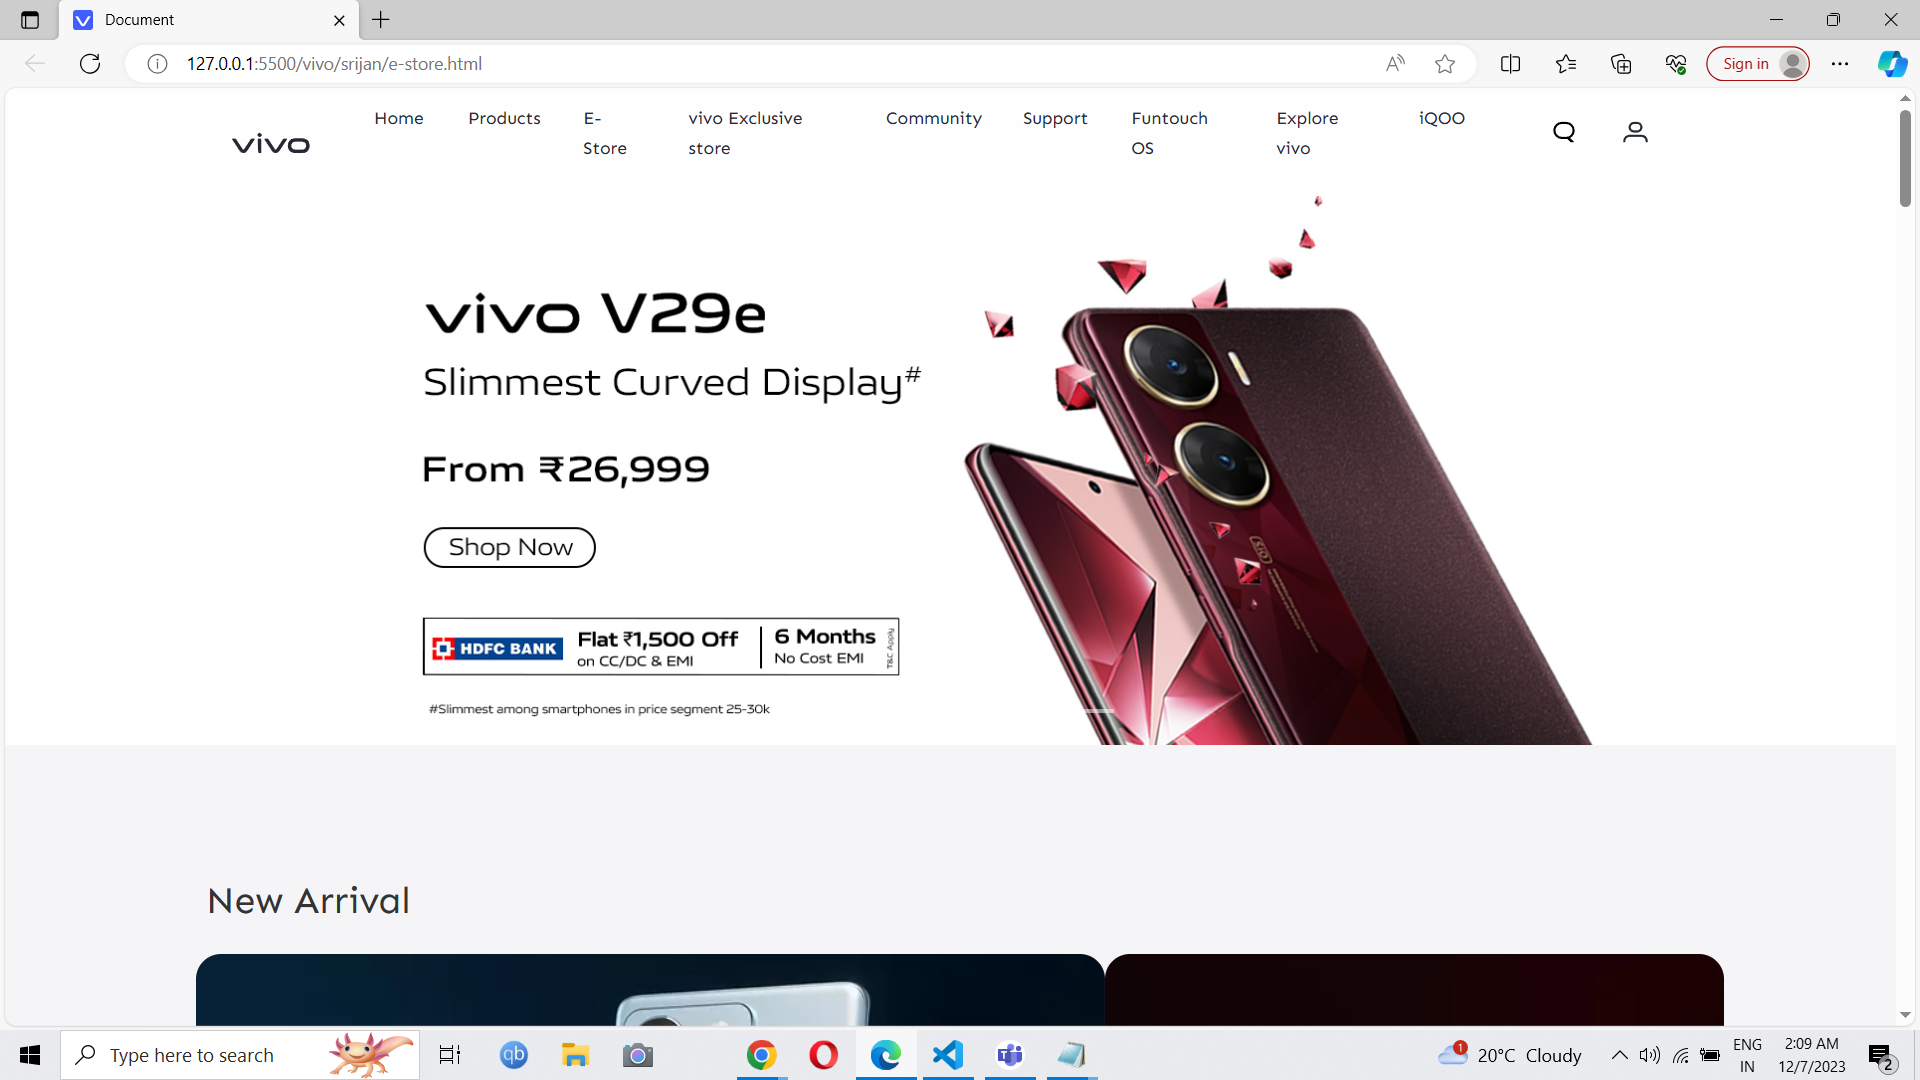 Document
127.0.0.1:5500/vivo/srijan/e-store.html
Sign in
vivo
Home
Products
E-
Store
vivo Exclusive
store
Community
Support
Funtouch
OS
Explore
vivo
iQOO
vivo V29e
Slimmest Curved Display#
From ₹26,999
Shop Now
HDFC BANK
Flat ₹1,500 Off
on CC/DC & EMI
6 Months
No Cost EMI
T&C Apply
#Slimmest among smartphones in price segment 25-30k
New Arrival
Type here to search
qb
1
20°C Cloudy
ENG
IN
2:09 AM
12/7/2023
2